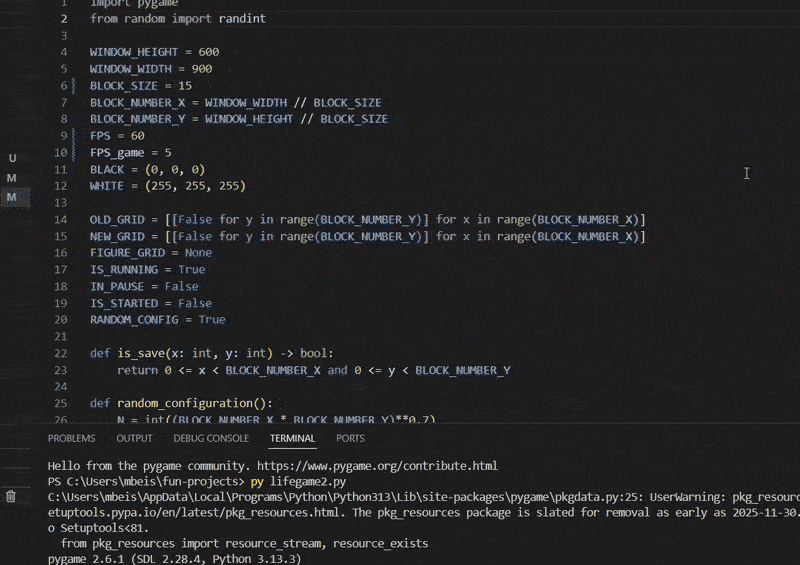 1 import pygame
2 from random import randint
3
4 WINDOW_HEIGHT = 600
5 WINDOW_WIDTH = 900
6 BLOCK_SIZE = 15
7 BLOCK_NUMBER_X = WINDOW_WIDTH // BLOCK_SIZE
8 BLOCK_NUMBER_Y = WINDOW_HEIGHT // BLOCK_SIZE
9 FPS = 60
10 FPS_game = 5
11 BLACK = (0, 0, 0)
12 WHITE = (255, 255, 255)
13
14 OLD_GRID = [[False for y in range(BLOCK_NUMBER_Y)] for x in range(BLOCK_NUMBER_X)]
15 NEW_GRID = [[False for y in range(BLOCK_NUMBER_Y)] for x in range(BLOCK_NUMBER_X)]
16 FIGURE_GRID = None
17 IS_RUNNING = True
18 IN_PAUSE = False
19 IS_STARTED = False
20 RANDOM_CONFIG = True
21
22 def is_save(x: int, y: int) -> bool:
23 return 0 <= x < BLOCK_NUMBER_X and 0 <= y < BLOCK_NUMBER_Y
24
25 def random_configuration():
26 N = int((BLOCK_NUMBER_X * BLOCK_NUMBER_Y)**0.7)
U
M
M
PROBLEMS OUTPUT DEBUG CONSOLE TERMINAL PORTS
Hello from the pygame community. https://www.pygame.org/contribute.html
PS C:\Users\mbeis\fun-projects> py lifegame2.py
C:\Users\mbeis\AppData\Local\Programs\Python\Python313\Lib\site-packages\pygame\pkgdata.py:25: UserWarning: pkg_resourc
etuptools.pypa.io/en/latest/pkg_resources.html. The pkg_resources package is slated for removal as early as 2025-11-30.
o Setuptools<81.
from pkg_resources import resource_stream, resource_exists
pygame 2.6.1 (SDL 2.28.4, Python 3.13.3)